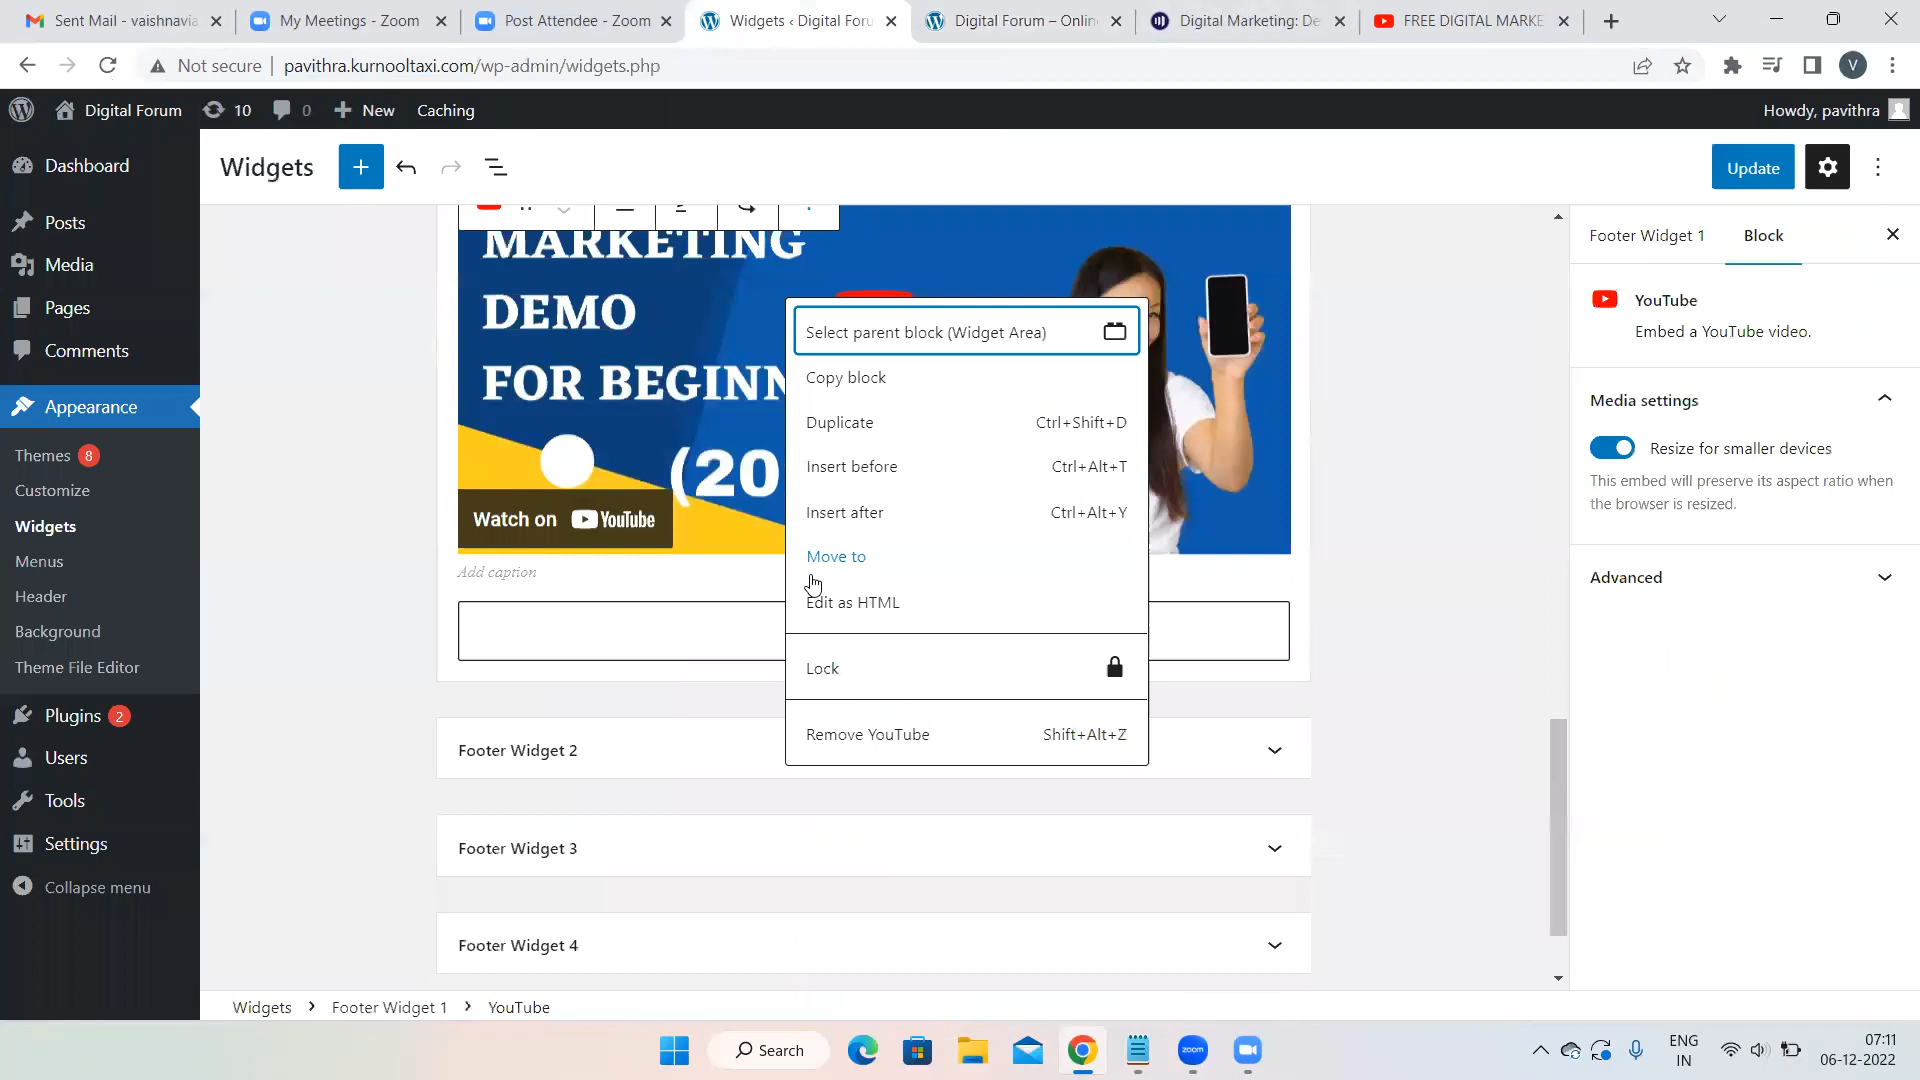 Sent Mail - vaishnavia
My Meetings - Zoom
Post Attendee - Zoom
Widgets ‹ Digital Foru
Digital Forum – Onlin
Digital Marketing: De
FREE DIGITAL MARKE
Not secure
pavithra.kurnooltaxi.com/wp-admin/widgets.php
V
Digital Forum
10
0
New
Caching
Howdy, pavithra
Dashboard
Posts
Media
Pages
Comments
Appearance
Themes 8
Customize
Widgets
Menus
Header
Background
Theme File Editor
Plugins 2
Users
Tools
Settings
Collapse menu
Widgets
Update
MARKETING
DEMO
FOR BEGINN
(20
Watch on YouTube
Add caption
Select parent block (Widget Area)
Copy block
Duplicate Ctrl+Shift+D
Insert before Ctrl+Alt+T
Insert after Ctrl+Alt+Y
Move to
Edit as HTML
Lock
Remove YouTube Shift+Alt+Z
Footer Widget 2
Footer Widget 3
Footer Widget 4
Footer Widget 1
Block
YouTube
Embed a YouTube video.
Media settings
Resize for smaller devices
This embed will preserve its aspect ratio when
the browser is resized.
Advanced
Widgets
Footer Widget 1
YouTube
Search
zoom
ENG
IN
07:11
06-12-2022